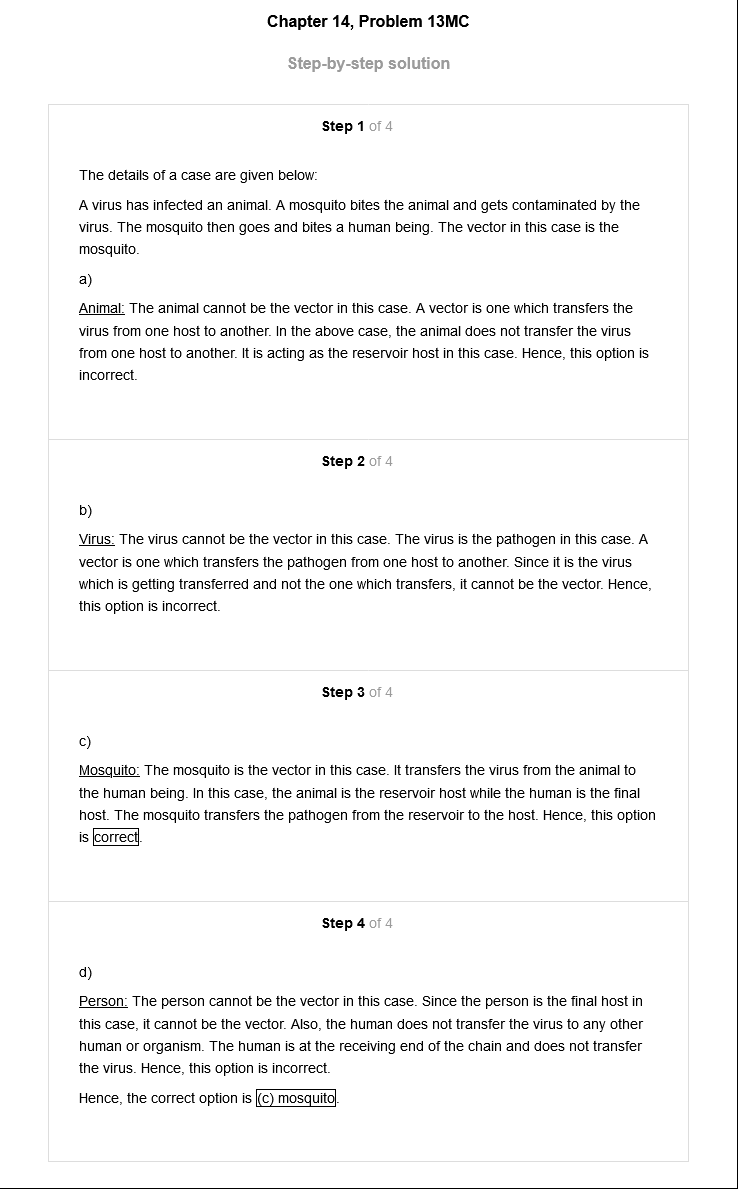 Chapter 14, Problem 13MC
Step-by-step solution
Step 1 of 4
The details of a case are given below:
A virus has infected an animal. A mosquito bites the animal and gets contaminated by the
virus. The mosquito then goes and bites a human being. The vector in this case is the
mosquito.
a)
Animal: The animal cannot be the vector in this case. A vector is one which transfers the
virus from one host to another. In the above case, the animal does not transfer the virus
from one host to another. It is acting as the reservoir host in this case. Hence, this option is
incorrect.
Step 2 of 4
b)
Virus: The virus cannot be the vector in this case. The virus is the pathogen in this case. A
vector is one which transfers the pathogen from one host to another. Since it is the virus
which is getting transferred and not the one which transfers, it cannot be the vector. Hence,
this option is incorrect.
Step 3 of 4
c)
Mosquito: The mosquito is the vector in this case. It transfers the virus from the animal to
the human being. In this case, the animal is the reservoir host while the human is the final
host. The mosquito transfers the pathogen from the reservoir to the host. Hence, this option
is correct.
Step 4 of 4
d)
Person: The person cannot be the vector in this case. Since the person is the final host in
this case, it cannot be the vector. Also, the human does not transfer the virus to any other
human or organism. The human is at the receiving end of the chain and does not transfer
the virus. Hence, this option is incorrect.
Hence, the correct option is (c) mosquito.